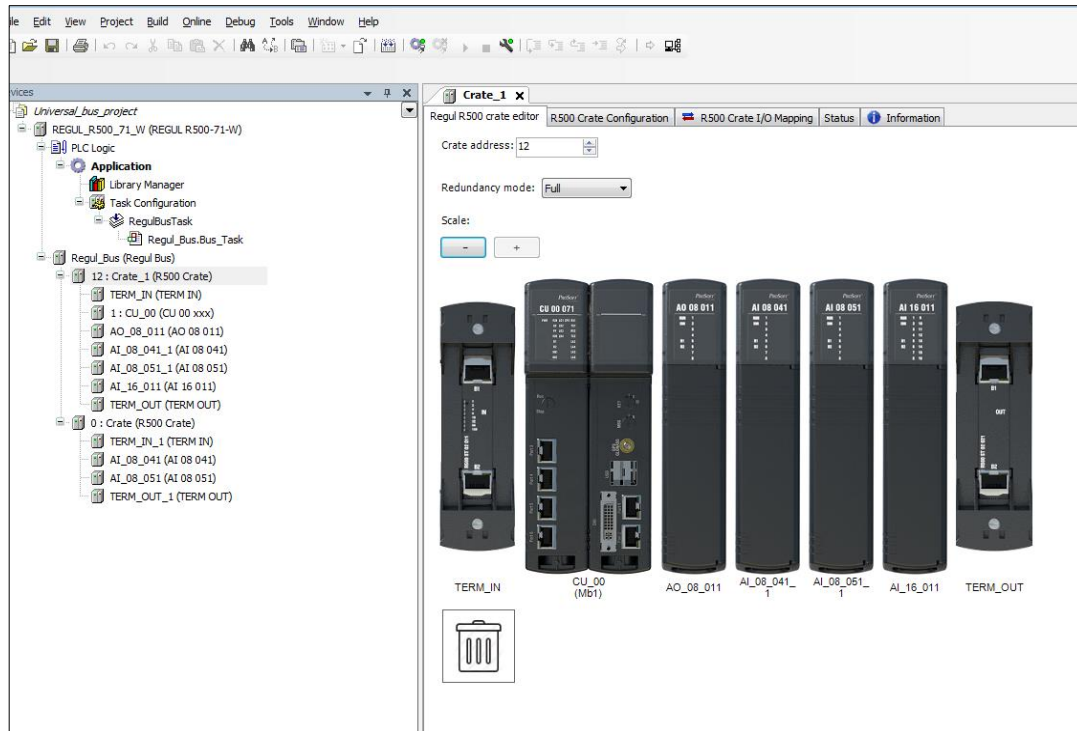 ile Edit View Project Build Online Debug Tools Window Help
vices
Universal_bus_project
REGUL_R500_71_W (REGUL R500-71-W)
PLC Logic
Application
Library Manager
Task Configuration
RegulBusTask
Regul_Bus.Bus_Task
Regul_Bus (Regul Bus)
12 : Crate_1 (R500 Crate)
TERM_IN (TERM IN)
1 : CU_00 (CU 00 xxx)
AO_08_011 (AO 08 011)
AI_08_041_1 (AI 08 041)
AI_08_051_1 (AI 08 051)
AI_16_011 (AI 16 011)
TERM_OUT (TERM OUT)
0 : Crate (R500 Crate)
TERM_IN_1 (TERM IN)
AI_08_041 (AI 08 041)
AI_08_051 (AI 08 051)
TERM_OUT_1 (TERM OUT)
Crate_1
Regul R500 crate editor R500 Crate Configuration R500 Crate I/O Mapping Status Information
Crate address: 12
Redundancy mode: Full
Scale:
- +
CU 00 071 AO 08 011 AI 08 041 AI 08 051 AI 16 011
IN OUT
TERM_IN CU_00 (Mb1) AO_08_011 AI_08_041_1 AI_08_051_1 AI_16_011 TERM_OUT